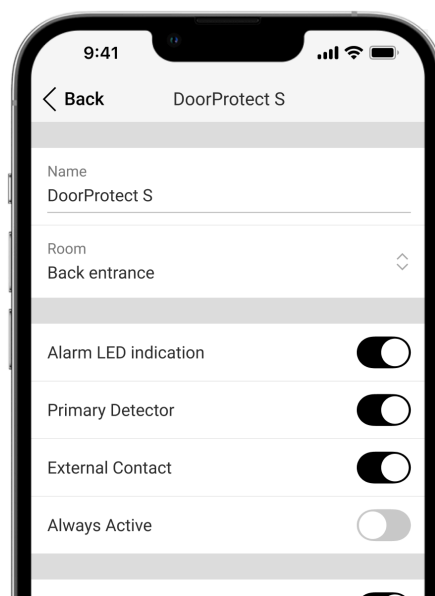 9:41
Back
DoorProtect S
Name
DoorProtect S
Room
Back entrance
Alarm LED indication
Primary Detector
External Contact
Always Active